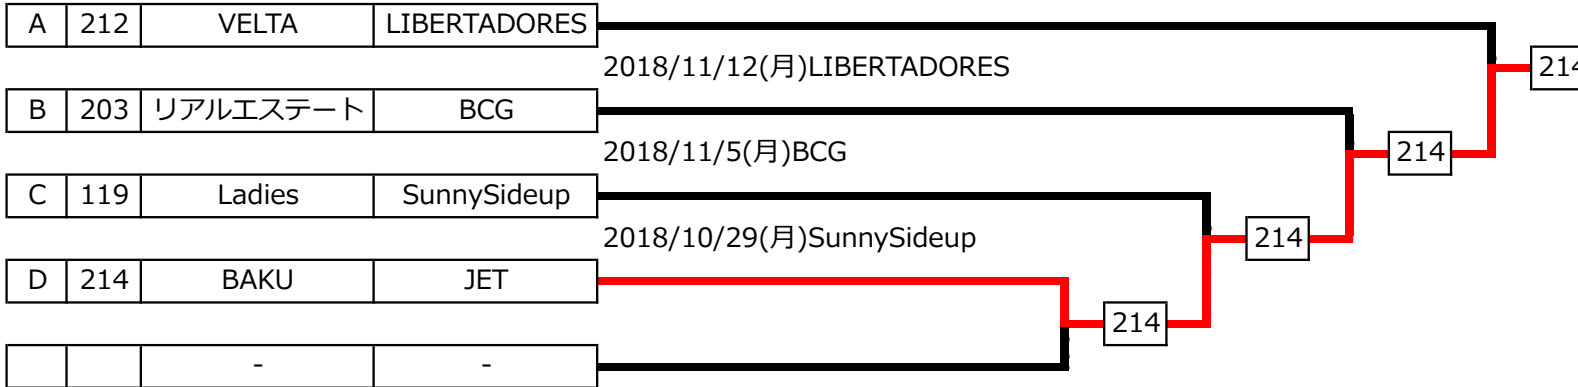 A 212 VELTA LIBERTADORES
2018/11/12(月)LIBERTADORES
214
B 203 リアルエステート BCG
2018/11/5(月)BCG
214
C 119 Ladies SunnySideup
2018/10/29(月)SunnySideup
214
D 214 BAKU JET
214
- -